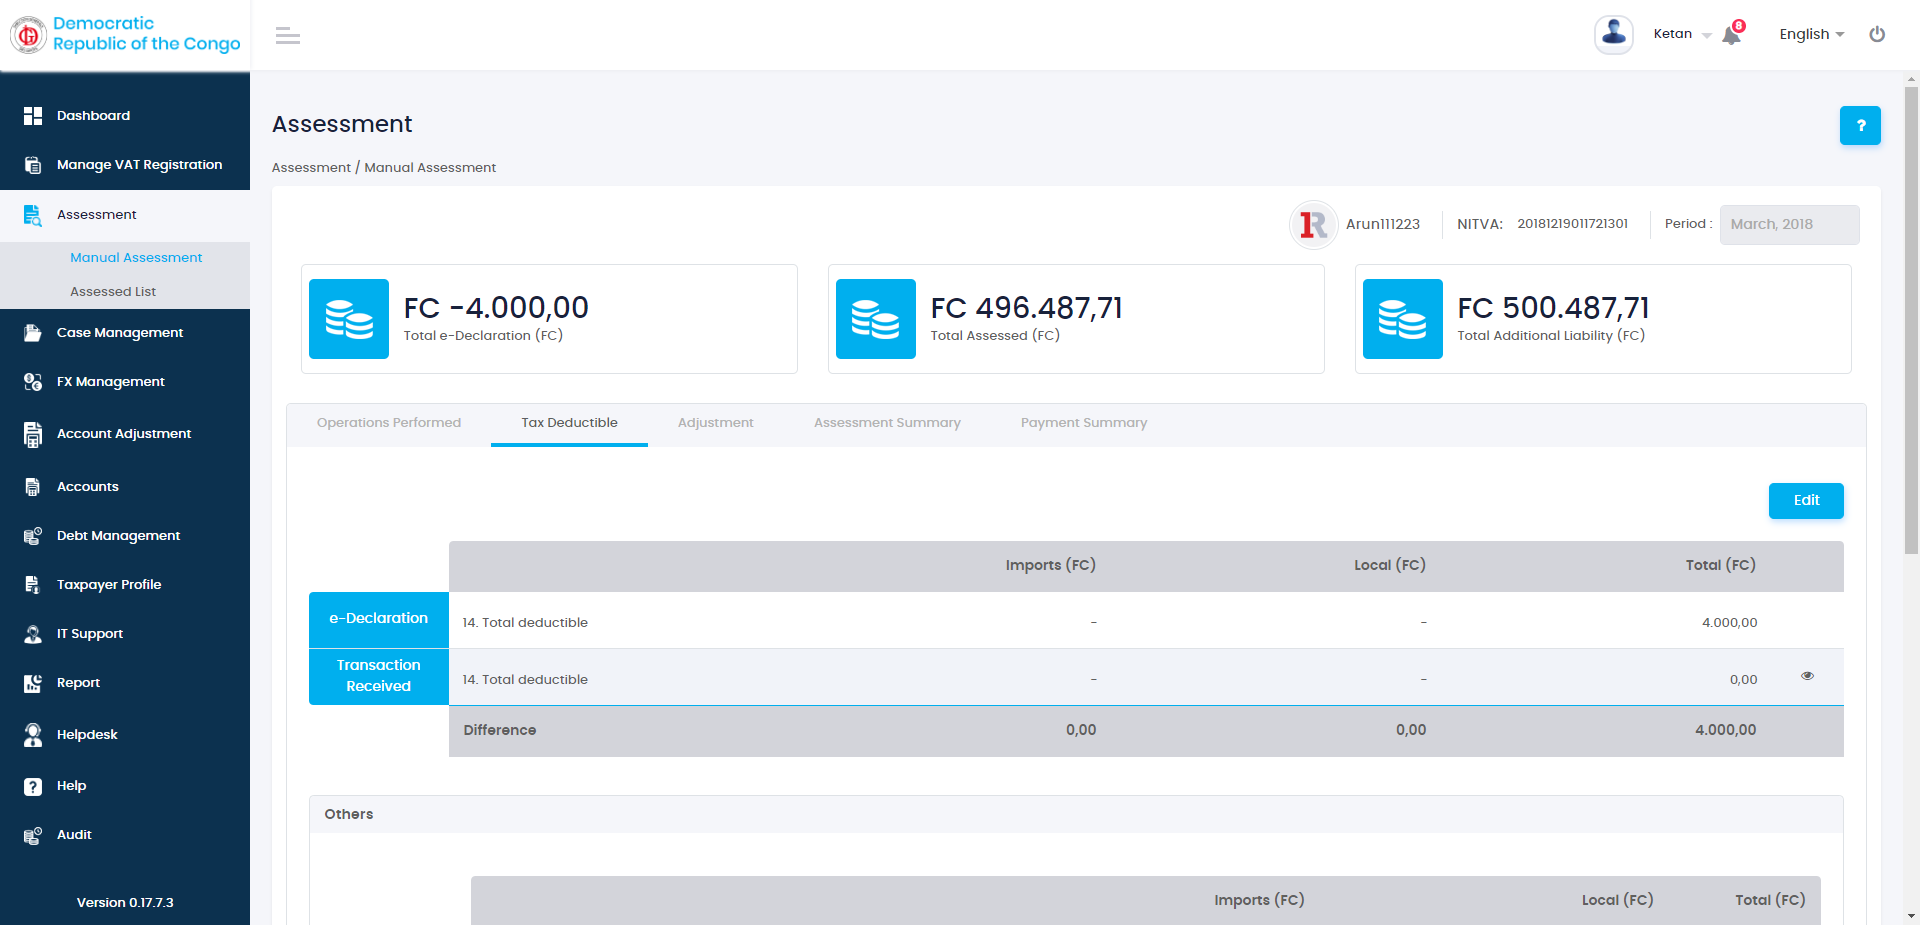 Democratic
Republic of the Congo
Ketan
8
English
Dashboard
Manage VAT Registration
Assessment
Manual Assessment
Assessed List
Case Management
FX Management
Account Adjustment
Accounts
Debt Management
Taxpayer Profile
IT Support
Report
Helpdesk
Help
Audit
Version 0.17.7.3
Assessment
?
Assessment / Manual Assessment
1R Arun111223 NITVA: 20181219011721301 Period : March, 2018
FC -4.000,00
Total e-Declaration (FC)
FC 496.487,71
Total Assessed (FC)
FC 500.487,71
Total Additional Liability (FC)
Operations Performed Tax Deductible Adjustment Assessment Summary Payment Summary
Edit
Imports (FC) Local (FC) Total (FC)
e-Declaration 14. Total deductible - - 4.000,00
Transaction
Received
14. Total deductible - - 0,00
Difference 0,00 0,00 4.000,00
Others
Imports (FC) Local (FC) Total (FC)